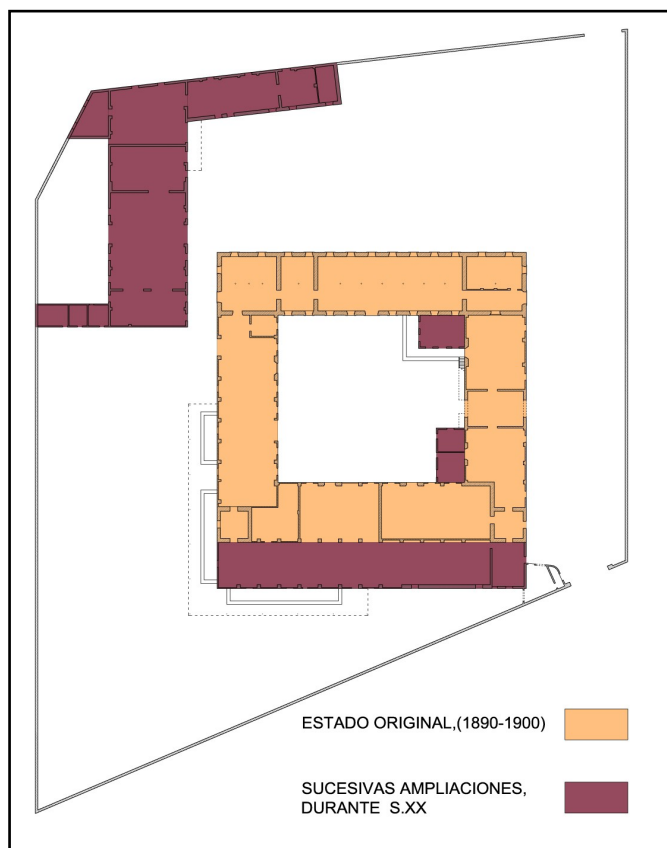 ESTADO ORIGINAL,(1890-1900)
SUCESIVAS AMPLIACIONES,
DURANTE S.XX